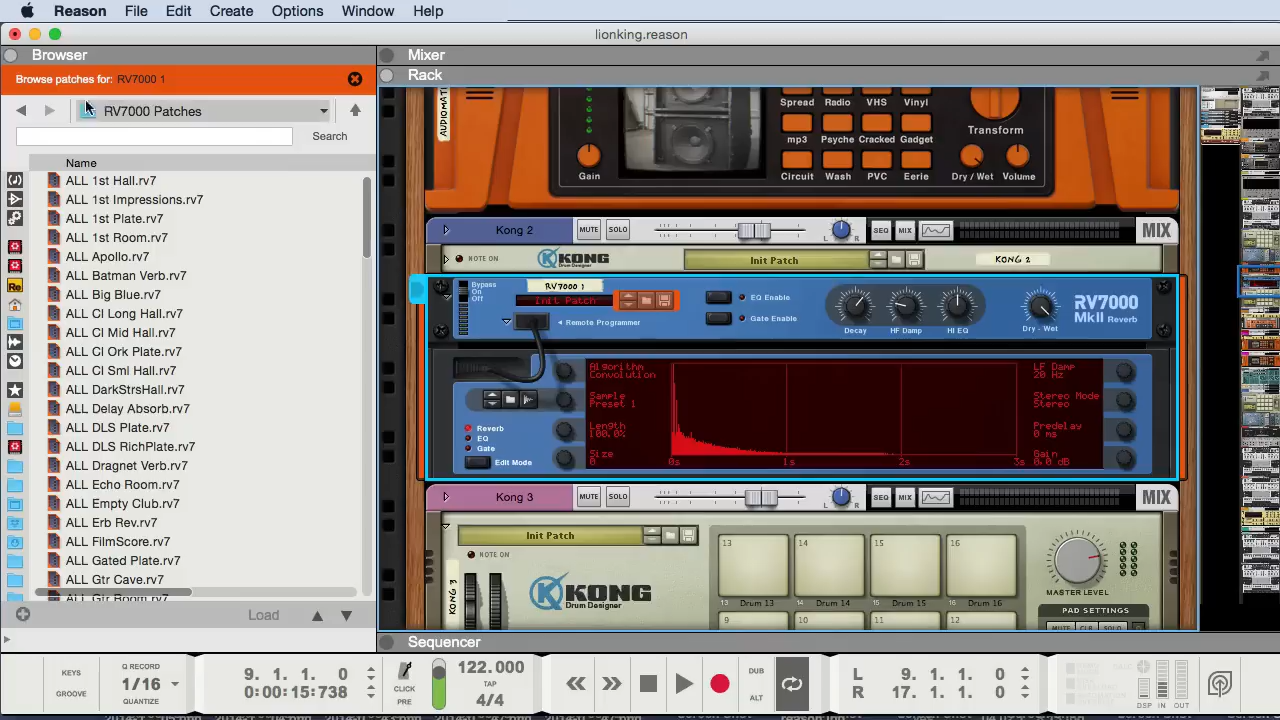 Reason File Edit Create Options Window Help
lionking.reason
Browser
Mixer
Rack
Browse patches for: RV7000 1
RV7000 Patches
Search
Name
ALL 1st Hall.rv7
ALL 1st Impressions.rv7
ALL 1st Plate.rv7
ALL 1st Room.rv7
ALL Apollo.rv7
ALL Batman Verb.rv7
ALL Big Blue.rv7
ALL Cl Long Hall.rv7
ALL Cl Mid Hall.rv7
ALL Cl Ork Plate.rv7
ALL Cl Sml Hall.rv7
ALL DarkStrsHall.rv7
ALL Delay Absorb.rv7
ALL DLS Plate.rv7
ALL DLS RichPlate.rv7
ALL Dragnet Verb.rv7
ALL Echo Room.rv7
ALL Empty Club.rv7
ALL Erb Rev.rv7
ALL FilmScore.rv7
ALL Gated Plate.rv7
ALL Gtr Cave.rv7
ALL Gtr Room.rv7
Load
Spread Radio VHS Vinyl
mp3 Psyche Cracked Gadget
Circuit Wash PVC Eerie
Transform
Gain
Dry / Wet Volume
Kong 2 MUTE SOLO L R SEQ MIX MIX
NOTE ON KONG Drum Designer Init Patch KONG 2
Bypass
On
Off
RV7000 1
Init Patch
Remote Programmer
EQ Enable
Gate Enable
Decay HF Damp HI EQ Dry - Wet
RV7000
MkII Reverb
Algorithm
Convolution
Sample
Preset 1
Length
100.0%
Size
0
0s 1s 2s 3s
LF Damp
20 Hz
Stereo Mode
Stereo
Predelay
0 ms
Gain
0.0 dB
Reverb
EQ
Gate
Edit Mode
Kong 3 MUTE SOLO L R SEQ MIX MIX
Init Patch
NOTE ON
KONG 3
KONG
Drum Designer
13 14 15 16
13 Drum 13 14 Drum 14 15 Drum 15 16 Drum 16
9 10 11 12
MASTER LEVEL
PAD SETTINGS
MUTE CLR SOLO
Sequencer
KEYS
GROOVE
Q RECORD
1/16
QUANTIZE
9. 1. 1. 0
0:00:15:738
CLICK
PRE
122.000
TAP
4/4
DUB
ALT
L 9. 1. 1. 0
R 17. 1. 1. 0
DSP IN OUT